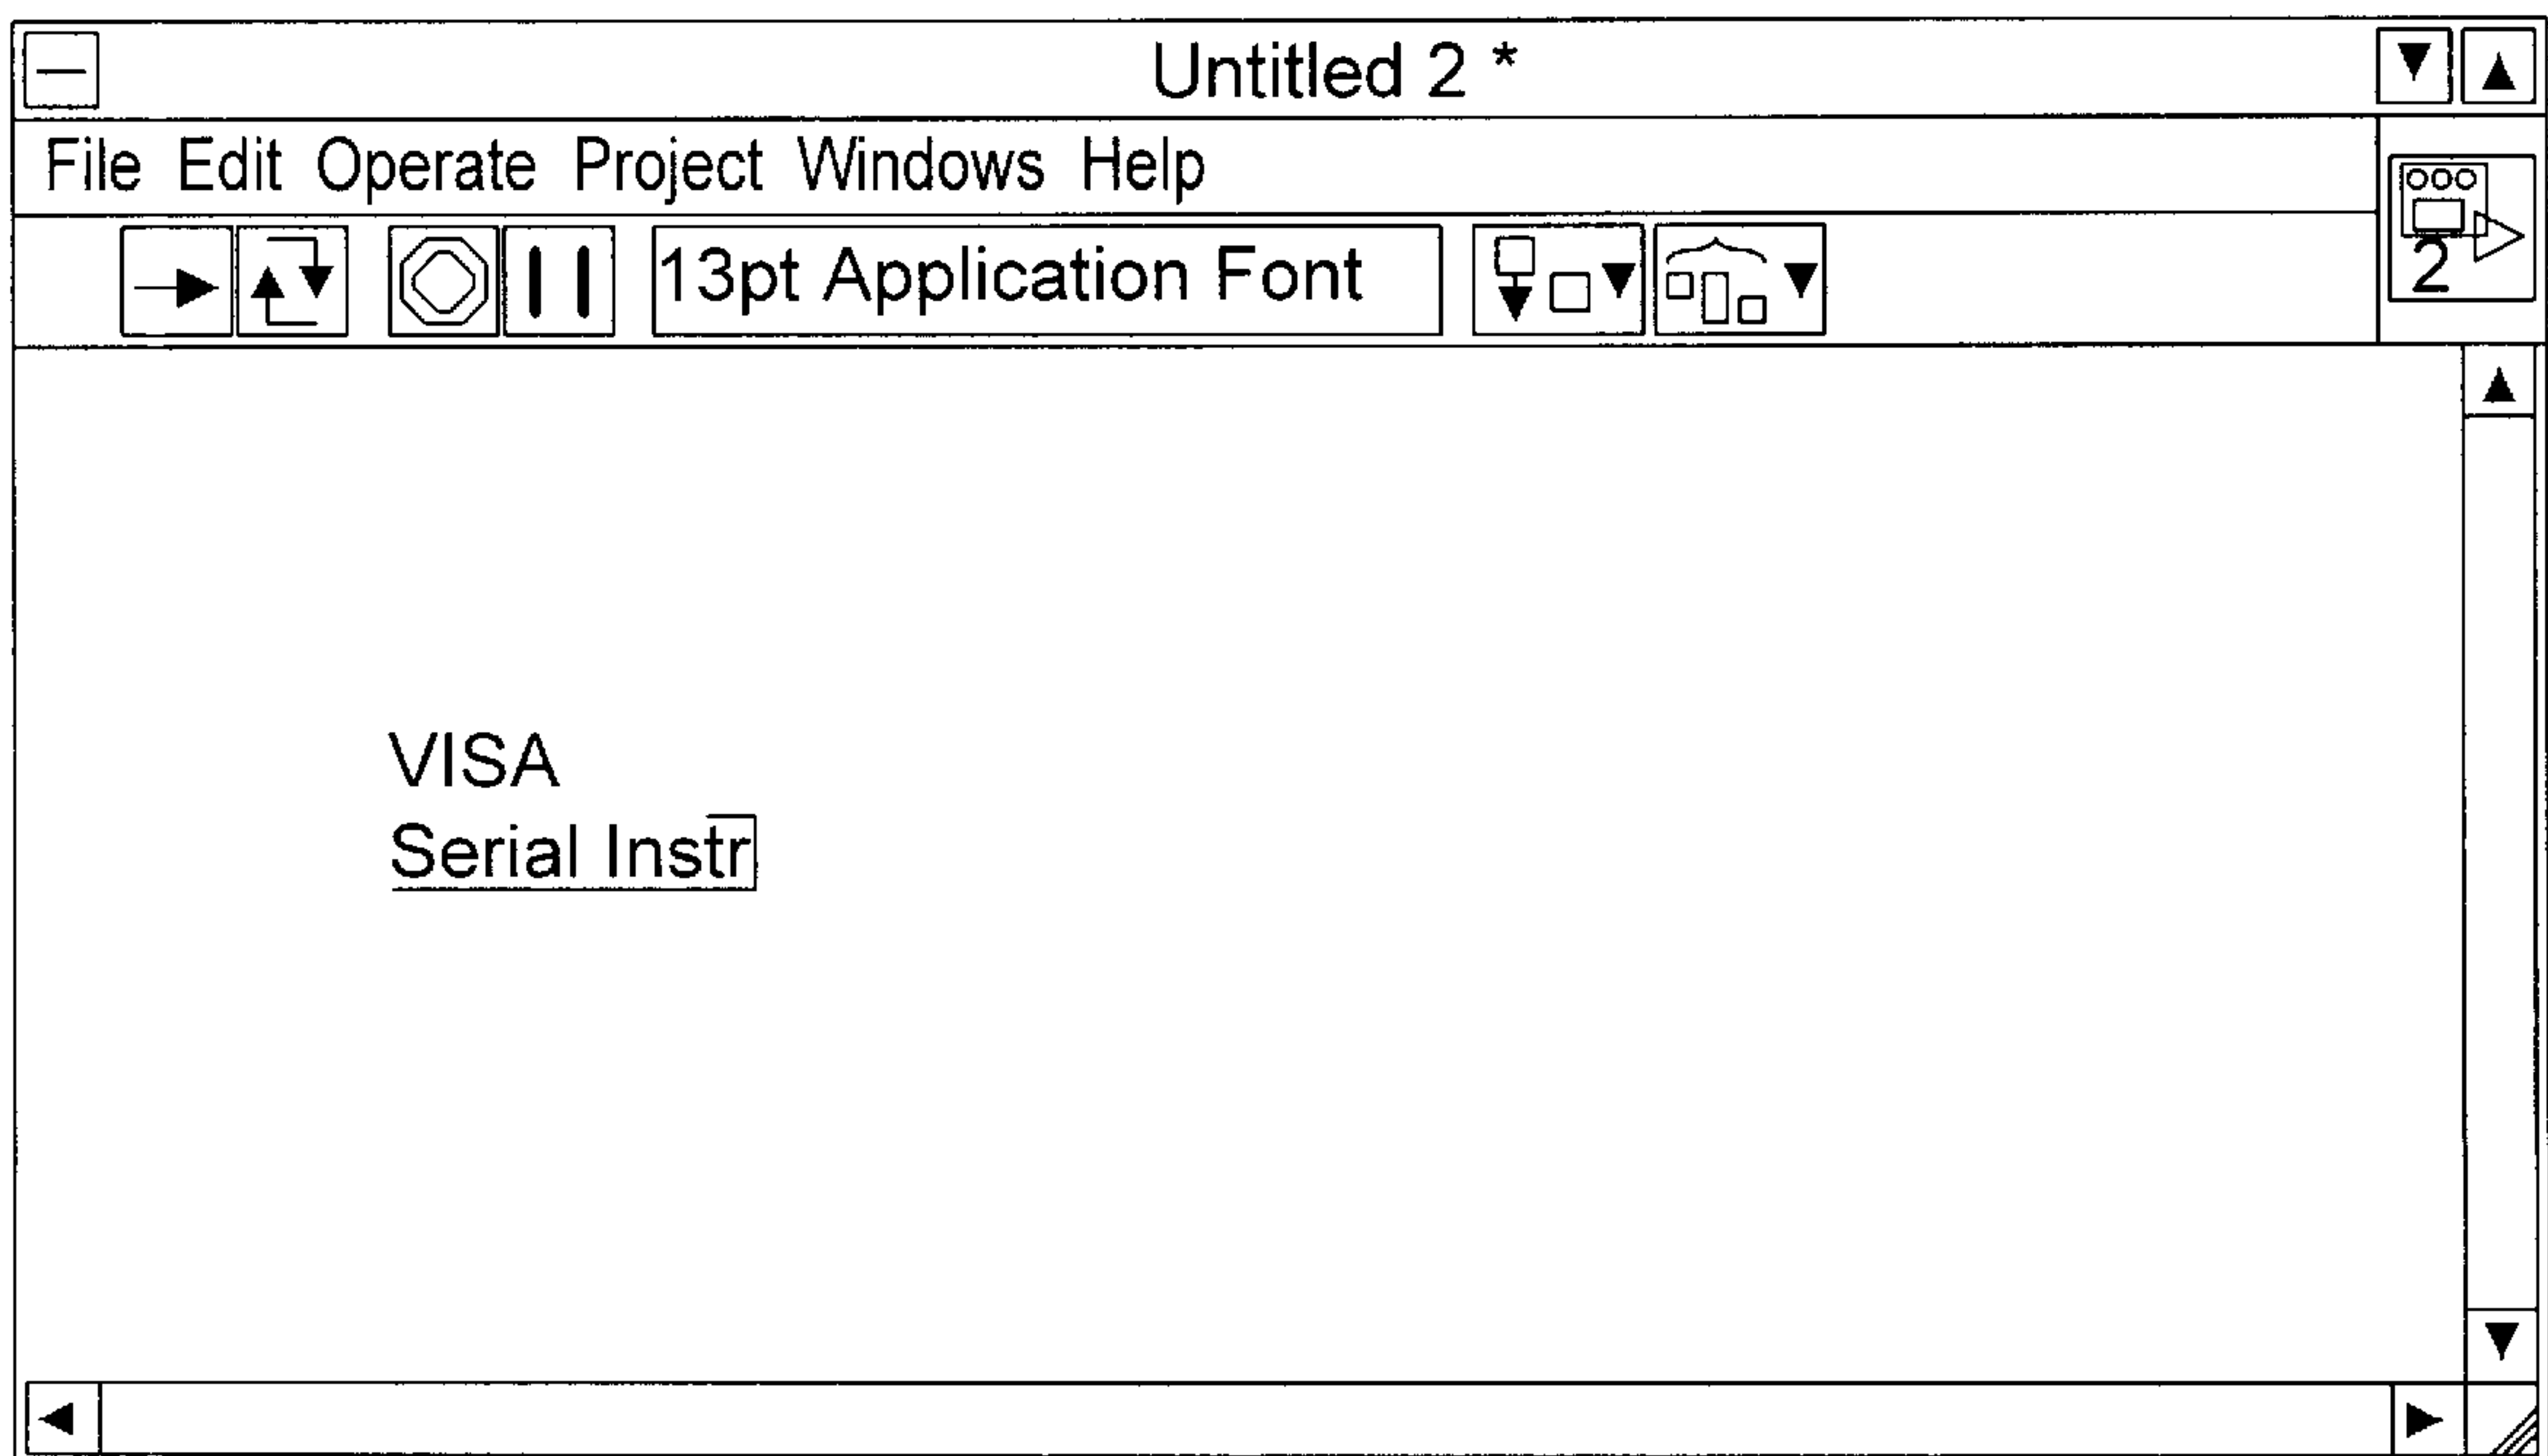 Untitled 2 *
File Edit Operate Project Windows Help
13pt Application Font
2
VISA
Serial Instr